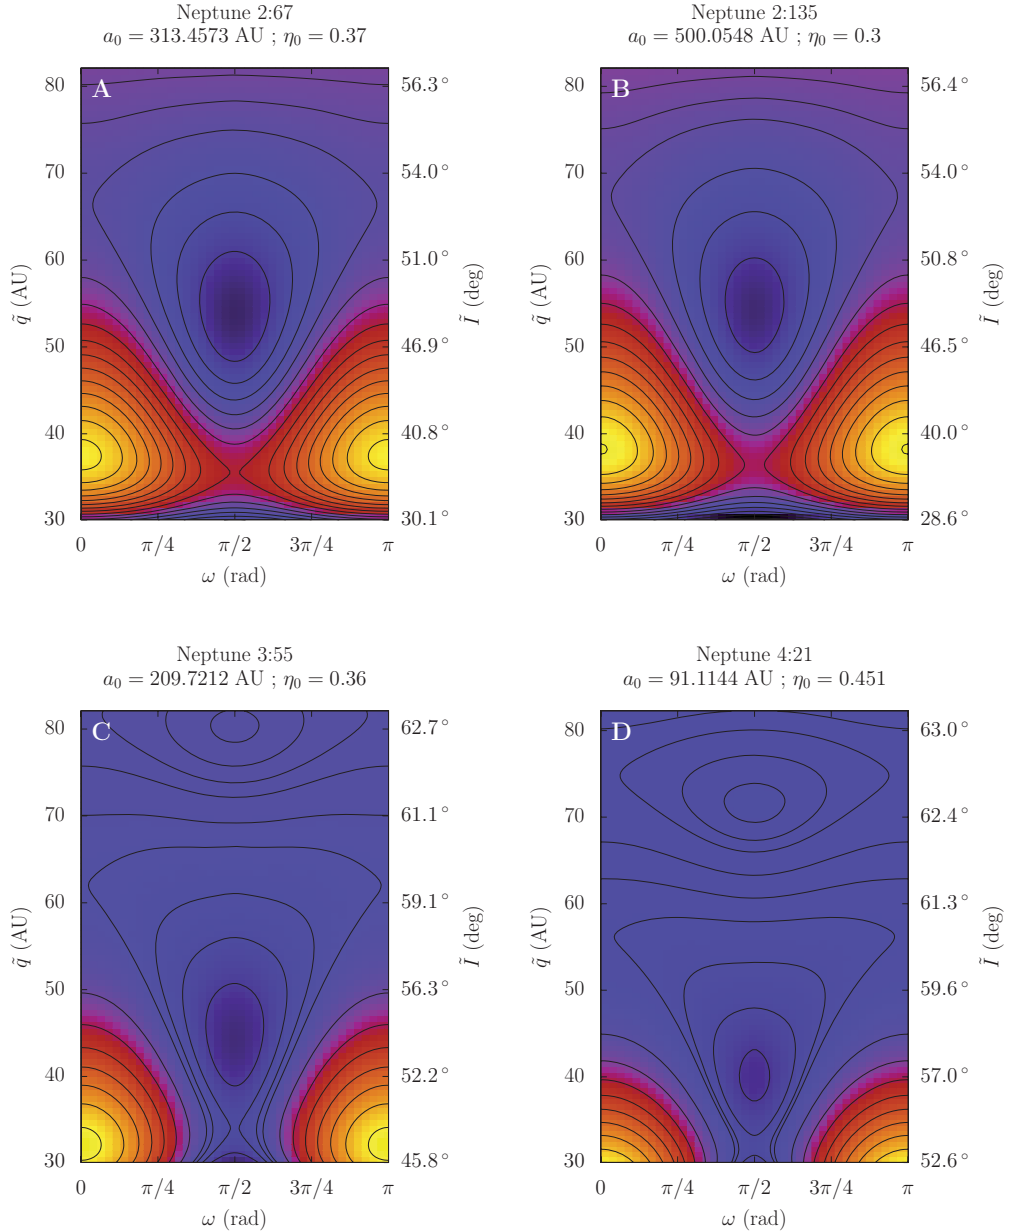 Neptune 2:67
a₀ = 313.4573 AU ; η₀ = 0.37
A
80
70
60
50
40
30
q̃ (AU)
56.3°
54.0°
51.0°
46.9°
40.8°
30.1°
Ĩ (deg)
0 π/4 π/2 3π/4 π
ω (rad)
Neptune 2:135
a₀ = 500.0548 AU ; η₀ = 0.3
B
80
70
60
50
40
30
q̃ (AU)
56.4°
54.0°
50.8°
46.5°
40.0°
28.6°
Ĩ (deg)
0 π/4 π/2 3π/4 π
ω (rad)
Neptune 3:55
a₀ = 209.7212 AU ; η₀ = 0.36
C
80
70
60
50
40
30
q̃ (AU)
62.7°
61.1°
59.1°
56.3°
52.2°
45.8°
Ĩ (deg)
0 π/4 π/2 3π/4 π
ω (rad)
Neptune 4:21
a₀ = 91.1144 AU ; η₀ = 0.451
D
80
70
60
50
40
30
q̃ (AU)
63.0°
62.4°
61.3°
59.6°
57.0°
52.6°
Ĩ (deg)
0 π/4 π/2 3π/4 π
ω (rad)